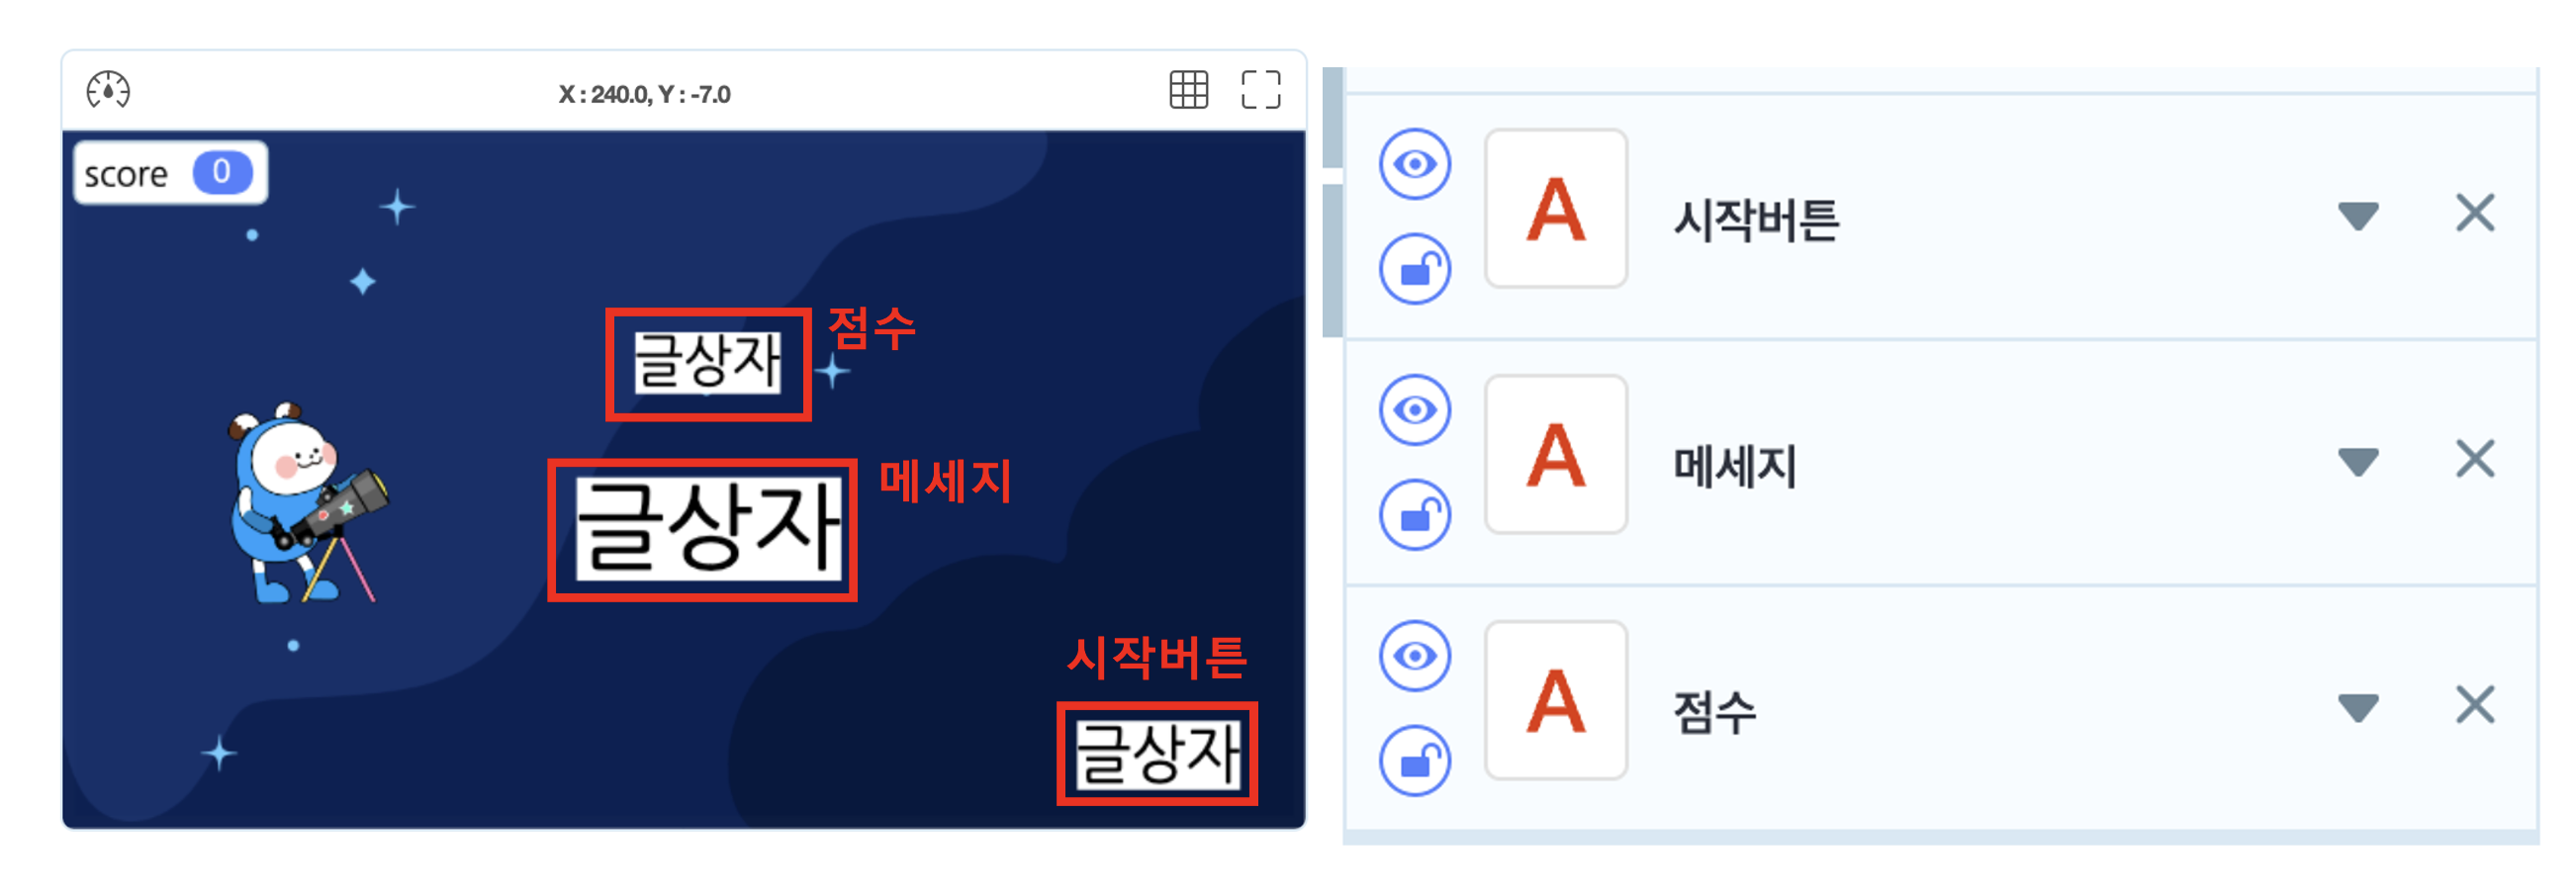 X : 240.0, Y : -7.0
score 0
점수
글상자
메세지
글상자
시작버튼
글상자
A 시작버튼
A 메세지
A 점수